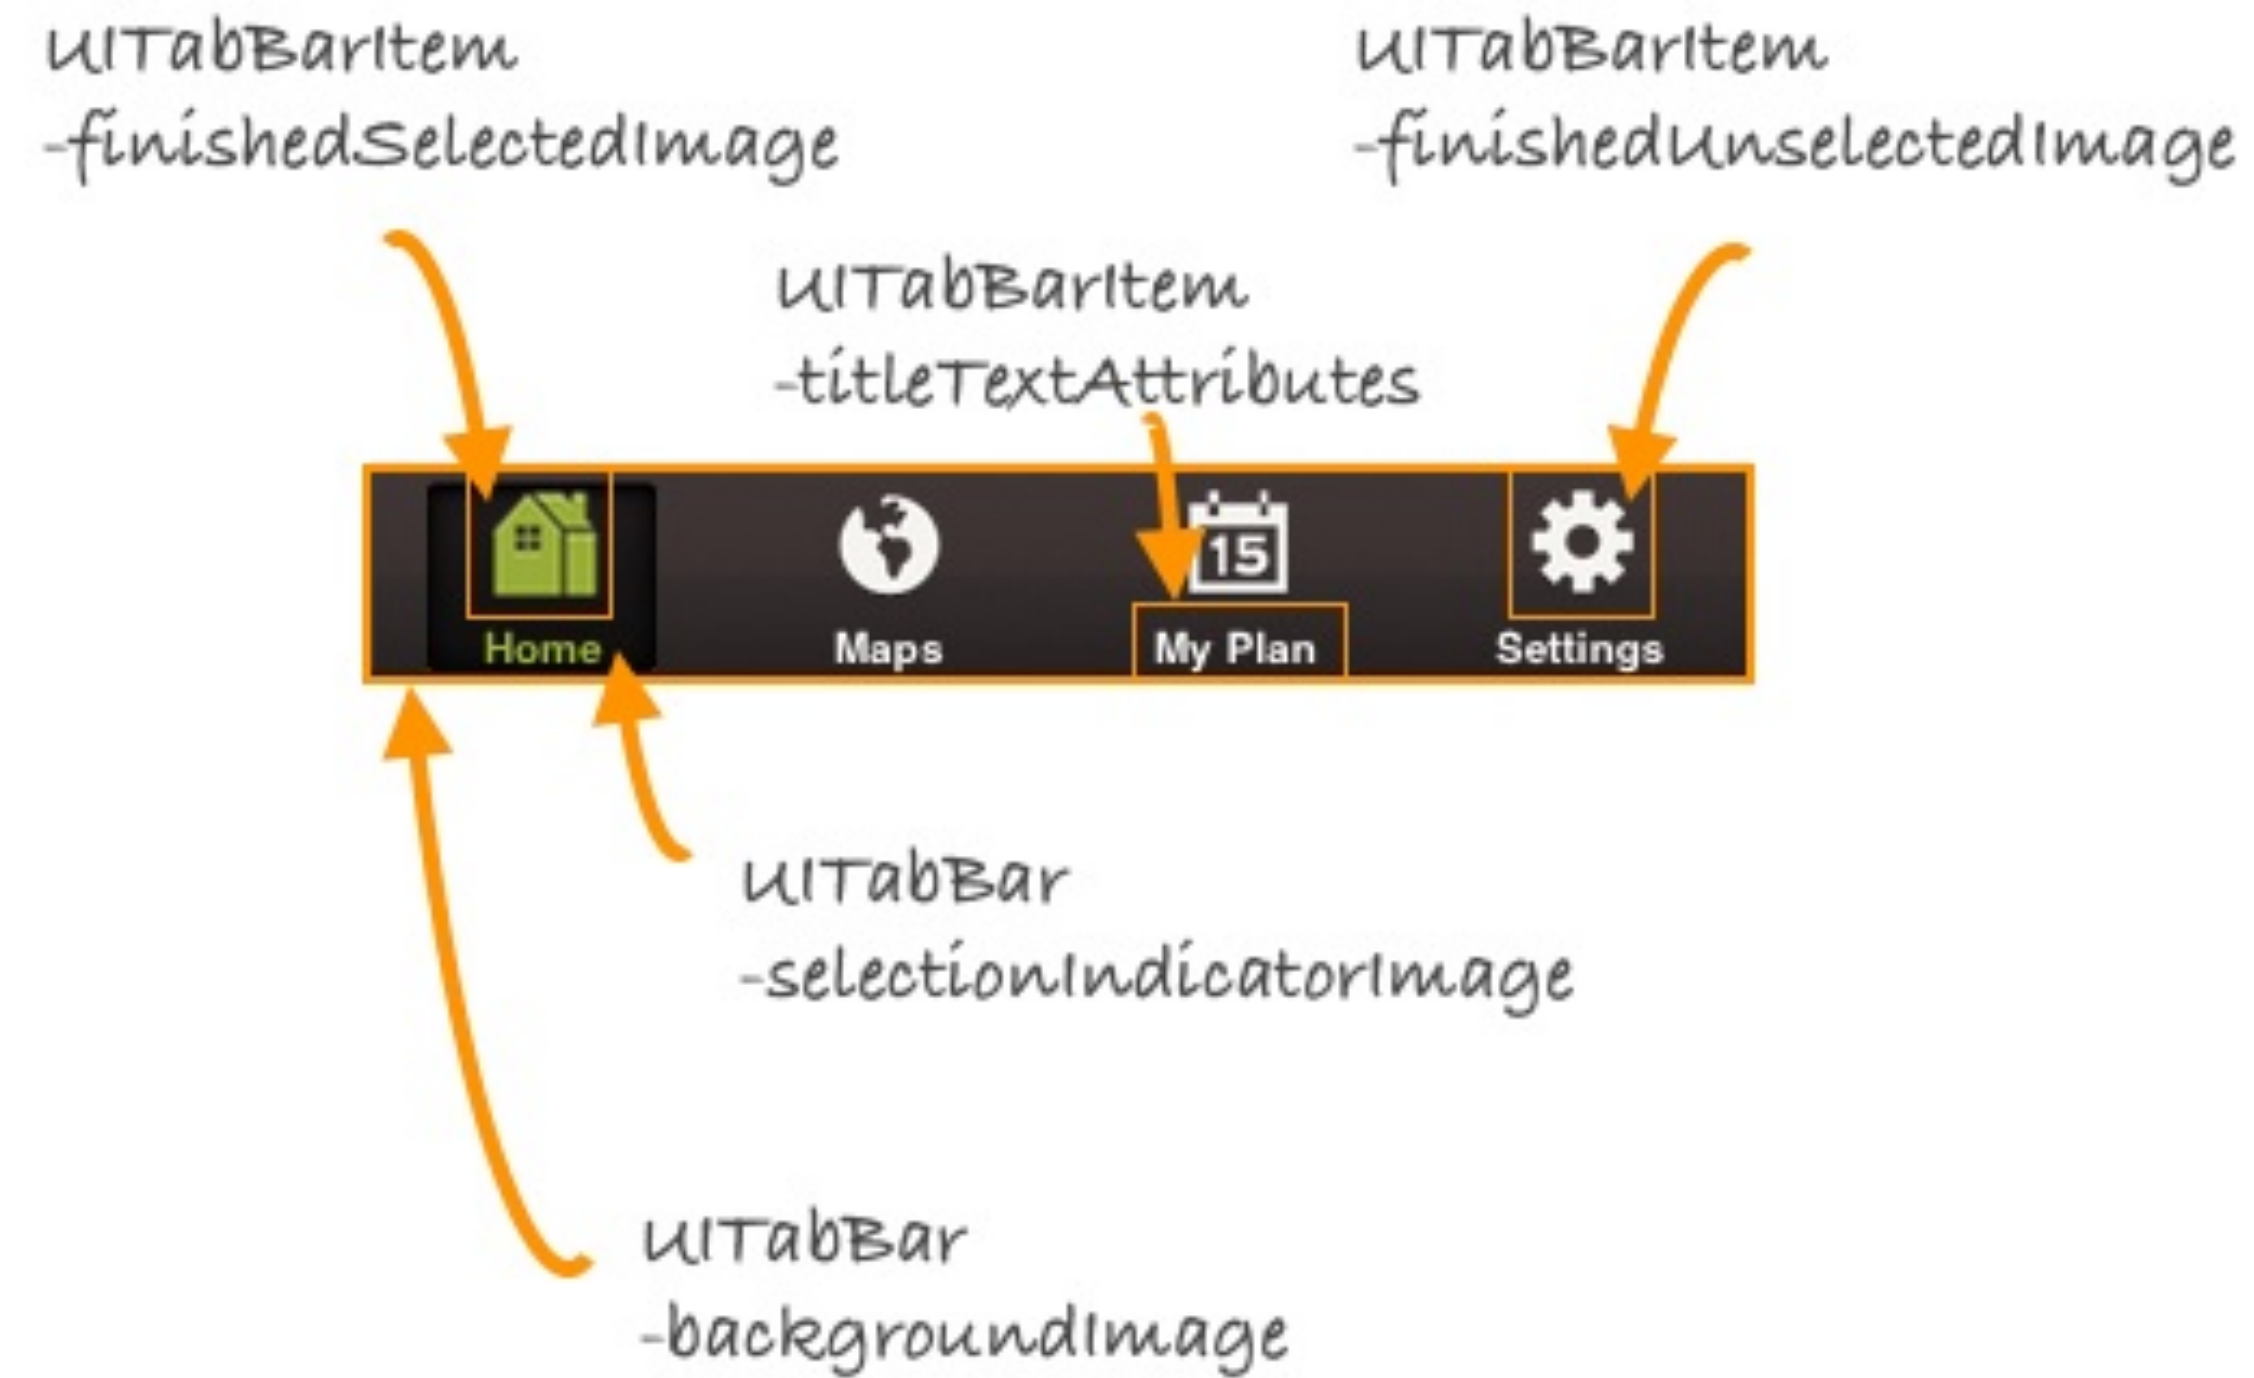 UITabBarItem
-finishedSelectedImage
UITabBarItem
-finishedUnselectedImage
UITabBarItem
-titleTextAttributes
15
Home
Maps
My Plan
Settings
UITabBar
-selectionIndicatorImage
UITabBar
-backgroundImage